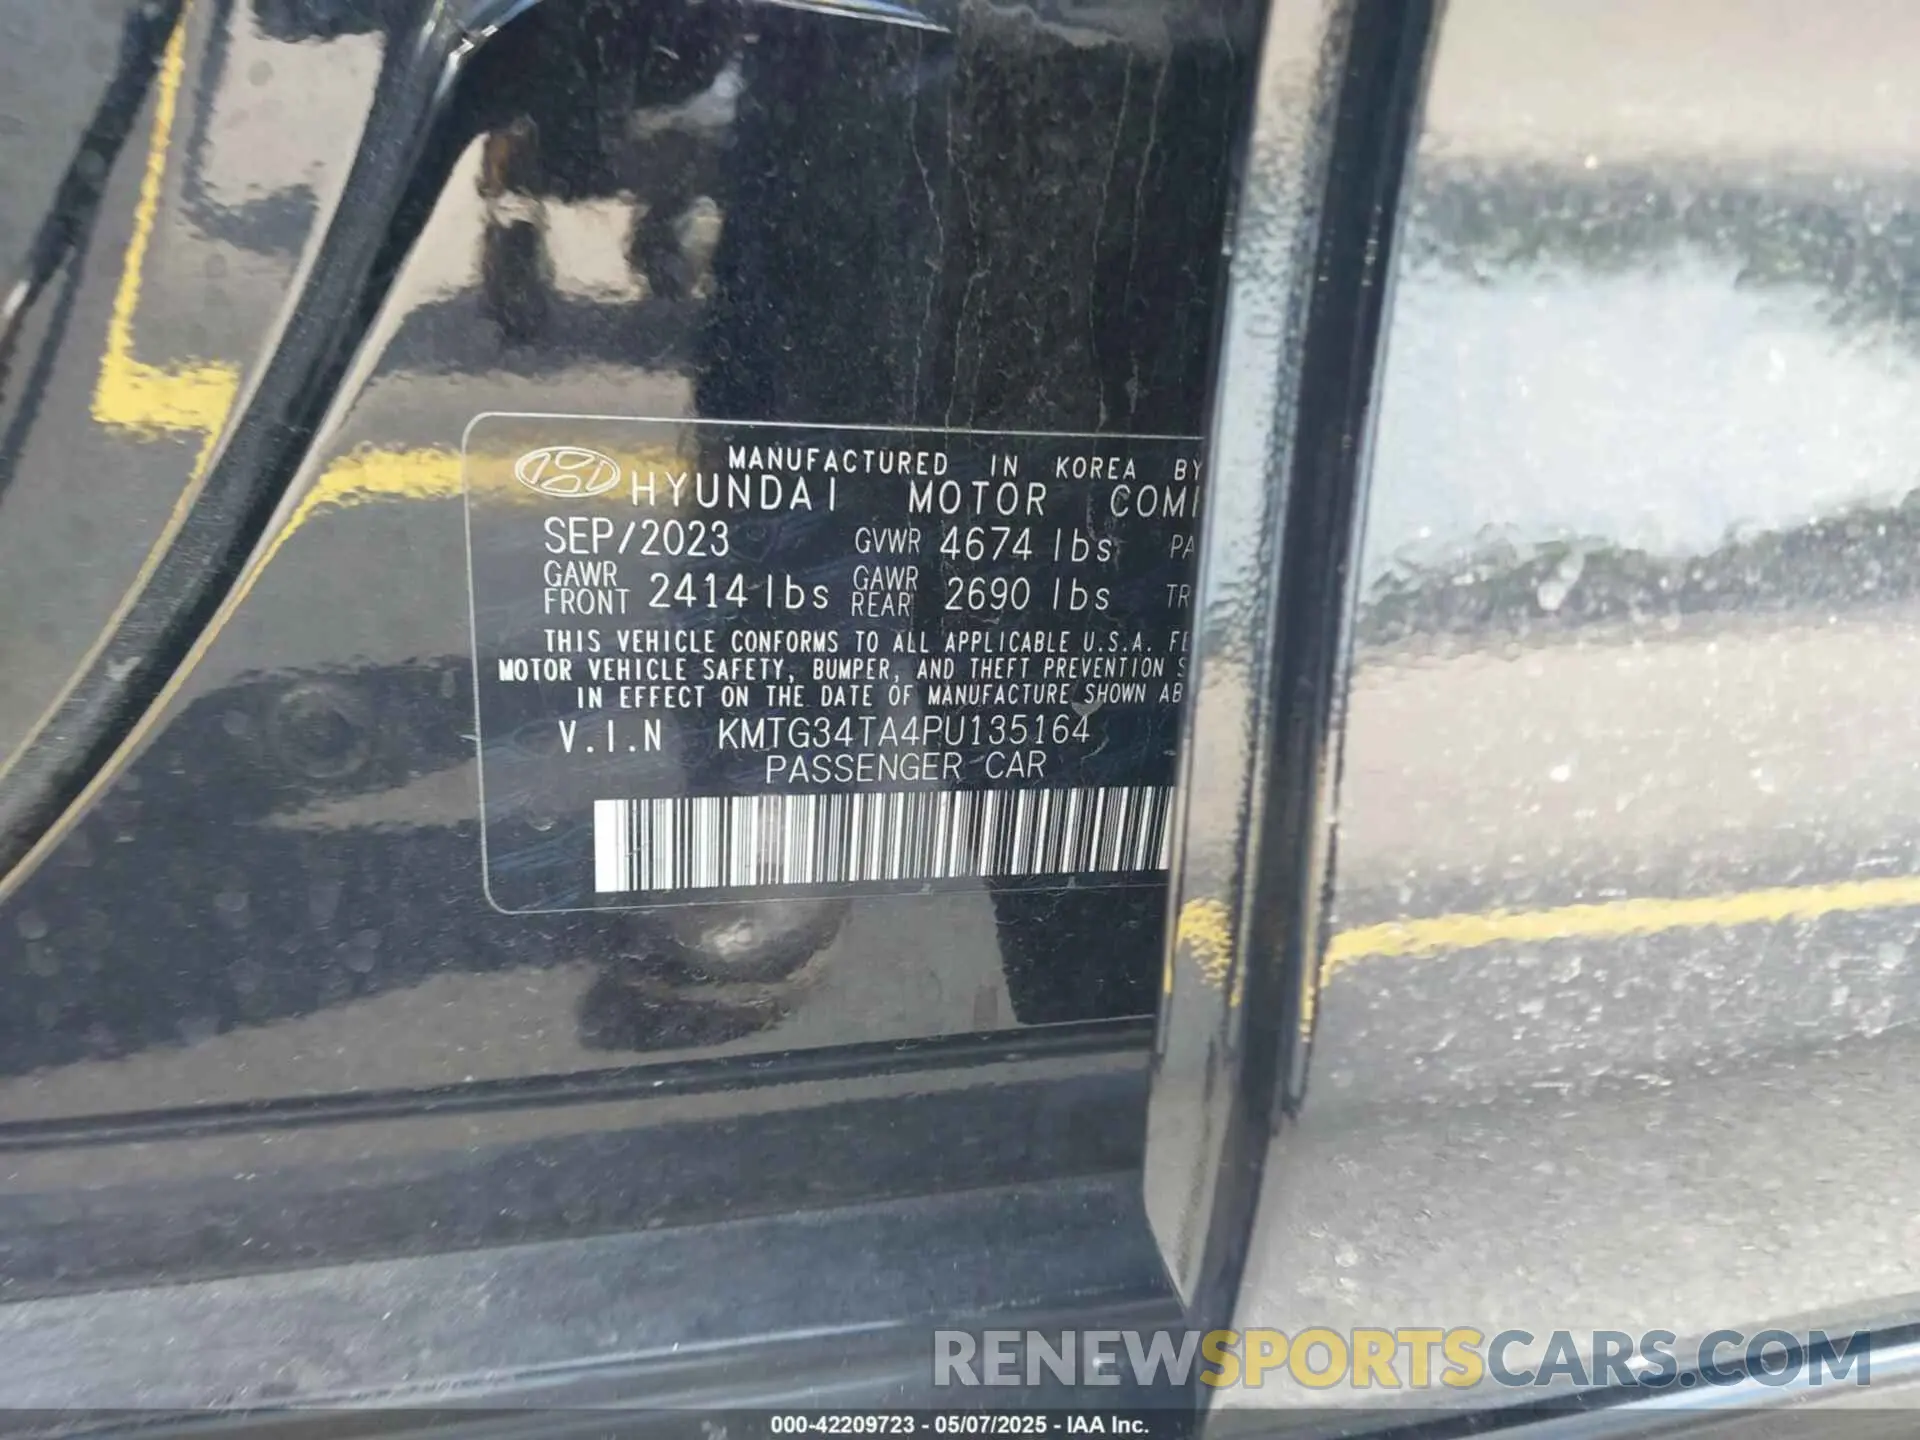 MANUFACTURED IN KOREA BY
HYUNDAI MOTOR
SEP/2023 GVWR 4674 lbs
GAWR FRONT 2414 lbs GAWR REAR 2690 lbs
THIS VEHICLE CONFORMS TO ALL APPLICABLE U.S.A.
MOTOR VEHICLE SAFETY, BUMPER, AND THEFT PREVENTION
IN EFFECT ON THE DATE OF MANUFACTURE SHOWN
V.I.N KMTG34TA4PU135164
PASSENGER CAR
RENEWSPORTSCARS.COM
000-42209723 - 05/07/2025 - IAA Inc.